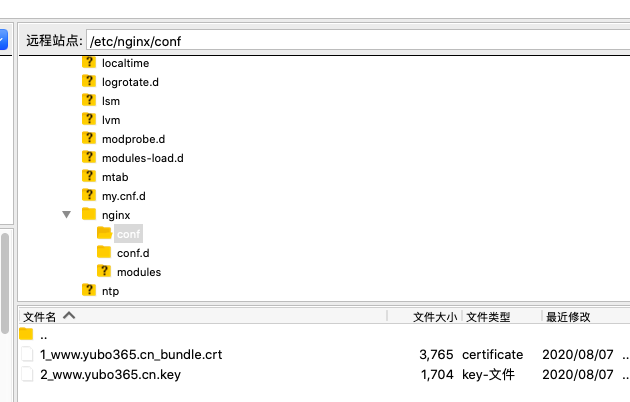 远程站点: /etc/nginx/conf
localtime
logrotate.d
lsm
lvm
modprobe.d
modules-load.d
mtab
my.cnf.d
nginx
conf
conf.d
modules
ntp
文件名 文件大小 文件类型 最近修改
..
1_www.yubo365.cn_bundle.crt 3,765 certificate 2020/08/07 ..
2_www.yubo365.cn.key 1,704 key-文件 2020/08/07 ..